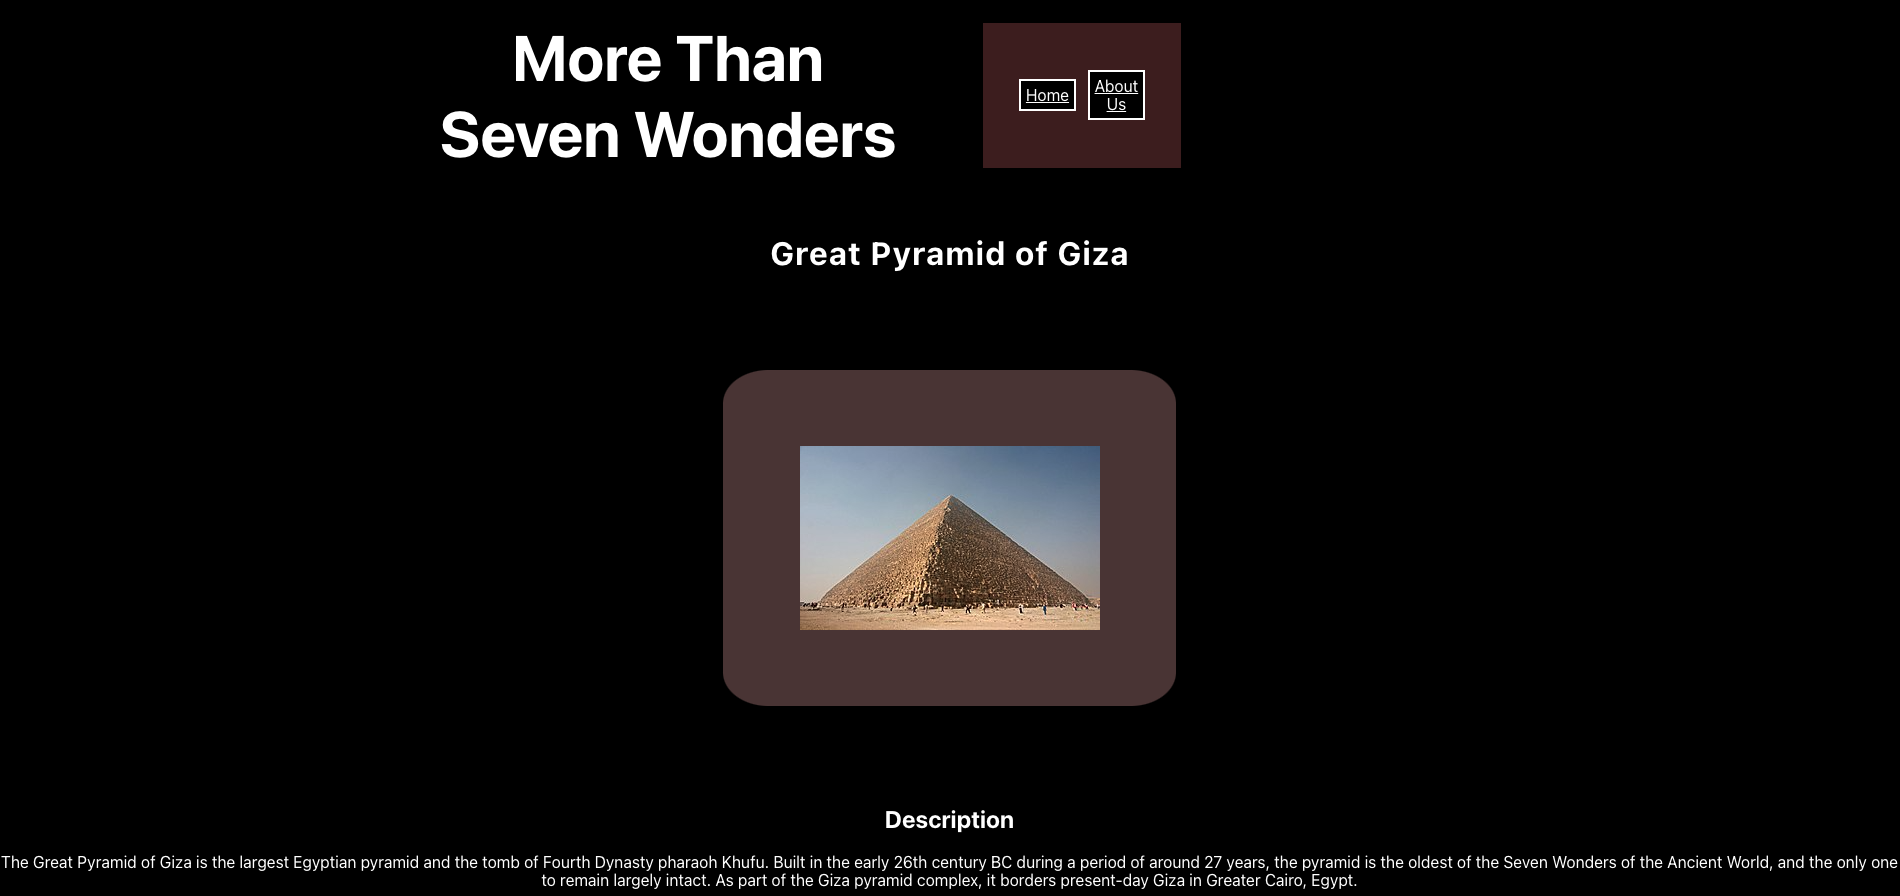 More Than
Seven Wonders
Home
About
Us
Great Pyramid of Giza
Description
The Great Pyramid of Giza is the largest Egyptian pyramid and the tomb of Fourth Dynasty pharaoh Khufu. Built in the early 26th century BC during a period of around 27 years, the pyramid is the oldest of the Seven Wonders of the Ancient World, and the only one
to remain largely intact. As part of the Giza pyramid complex, it borders present-day Giza in Greater Cairo, Egypt.